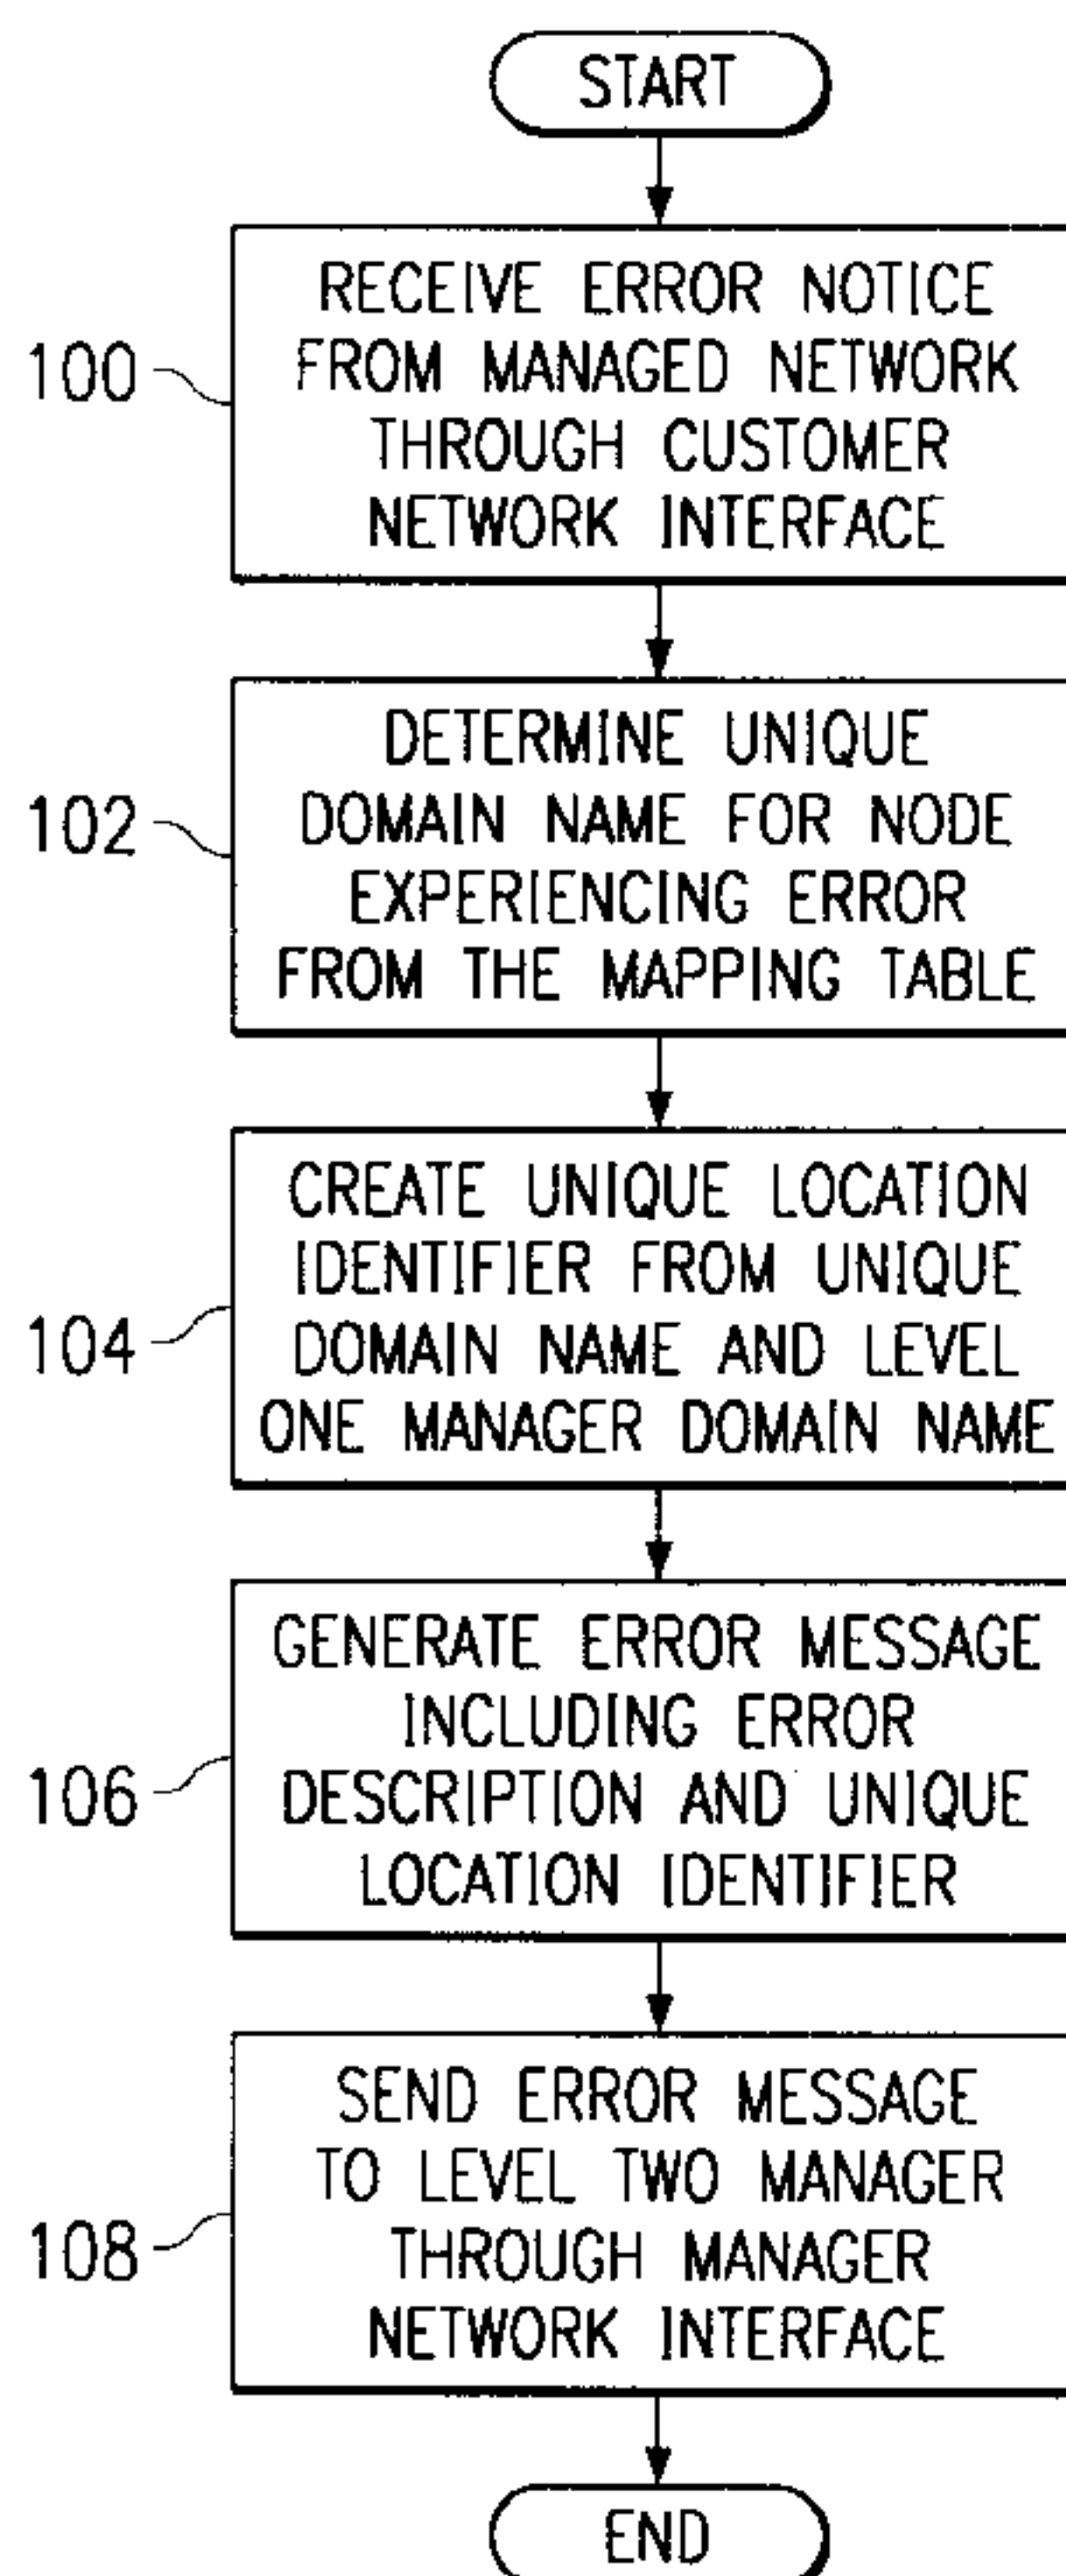 START
RECEIVE ERROR NOTICE
FROM MANAGED NETWORK
THROUGH CUSTOMER
NETWORK INTERFACE
100
DETERMINE UNIQUE
DOMAIN NAME FOR NODE
EXPERIENCING ERROR
FROM THE MAPPING TABLE
102
CREATE UNIQUE LOCATION
IDENTIFIER FROM UNIQUE
DOMAIN NAME AND LEVEL
ONE MANAGER DOMAIN NAME
104
GENERATE ERROR MESSAGE
INCLUDING ERROR
DESCRIPTION AND UNIQUE
LOCATION IDENTIFIER
106
SEND ERROR MESSAGE
TO LEVEL TWO MANAGER
THROUGH MANAGER
NETWORK INTERFACE
108
END